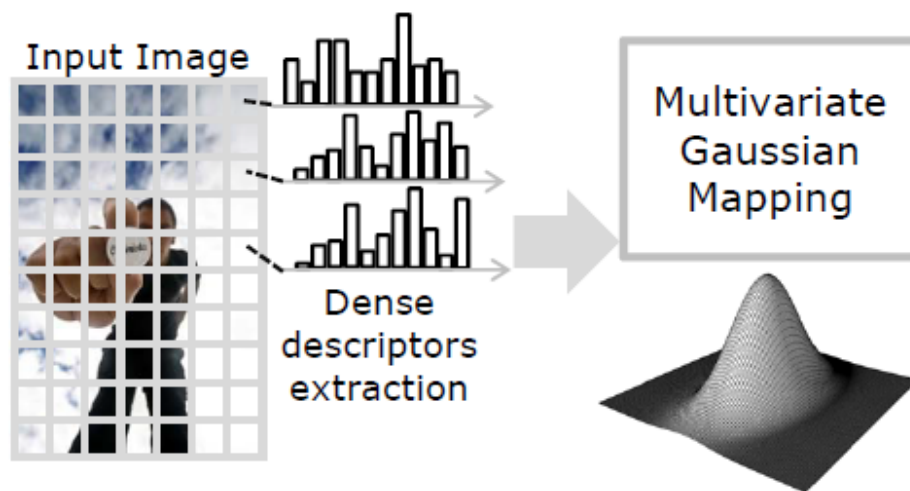 Input Image
Dense
descriptors
extraction
Multivariate
Gaussian
Mapping